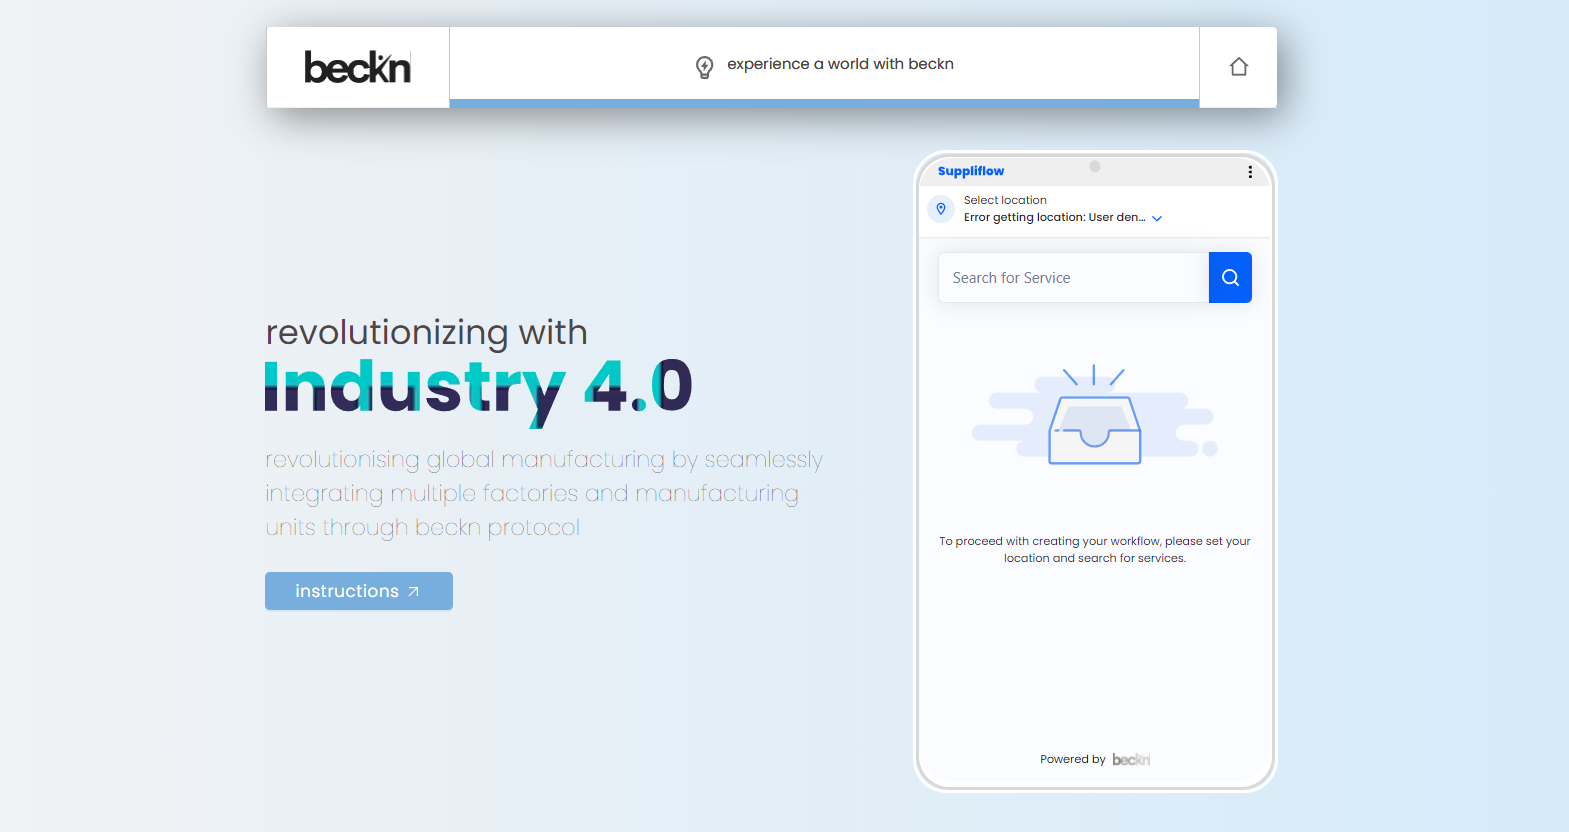 beckn
experience a world with beckn
revolutionizing with
Industry 4.0
revolutionising global manufacturing by seamlessly
integrating multiple factories and manufacturing
units through beckn protocol
instructions
Suppliflow
Select location
Error getting location: User den...
Search for Service
To proceed with creating your workflow, please set your
location and search for services.
Powered by beckn